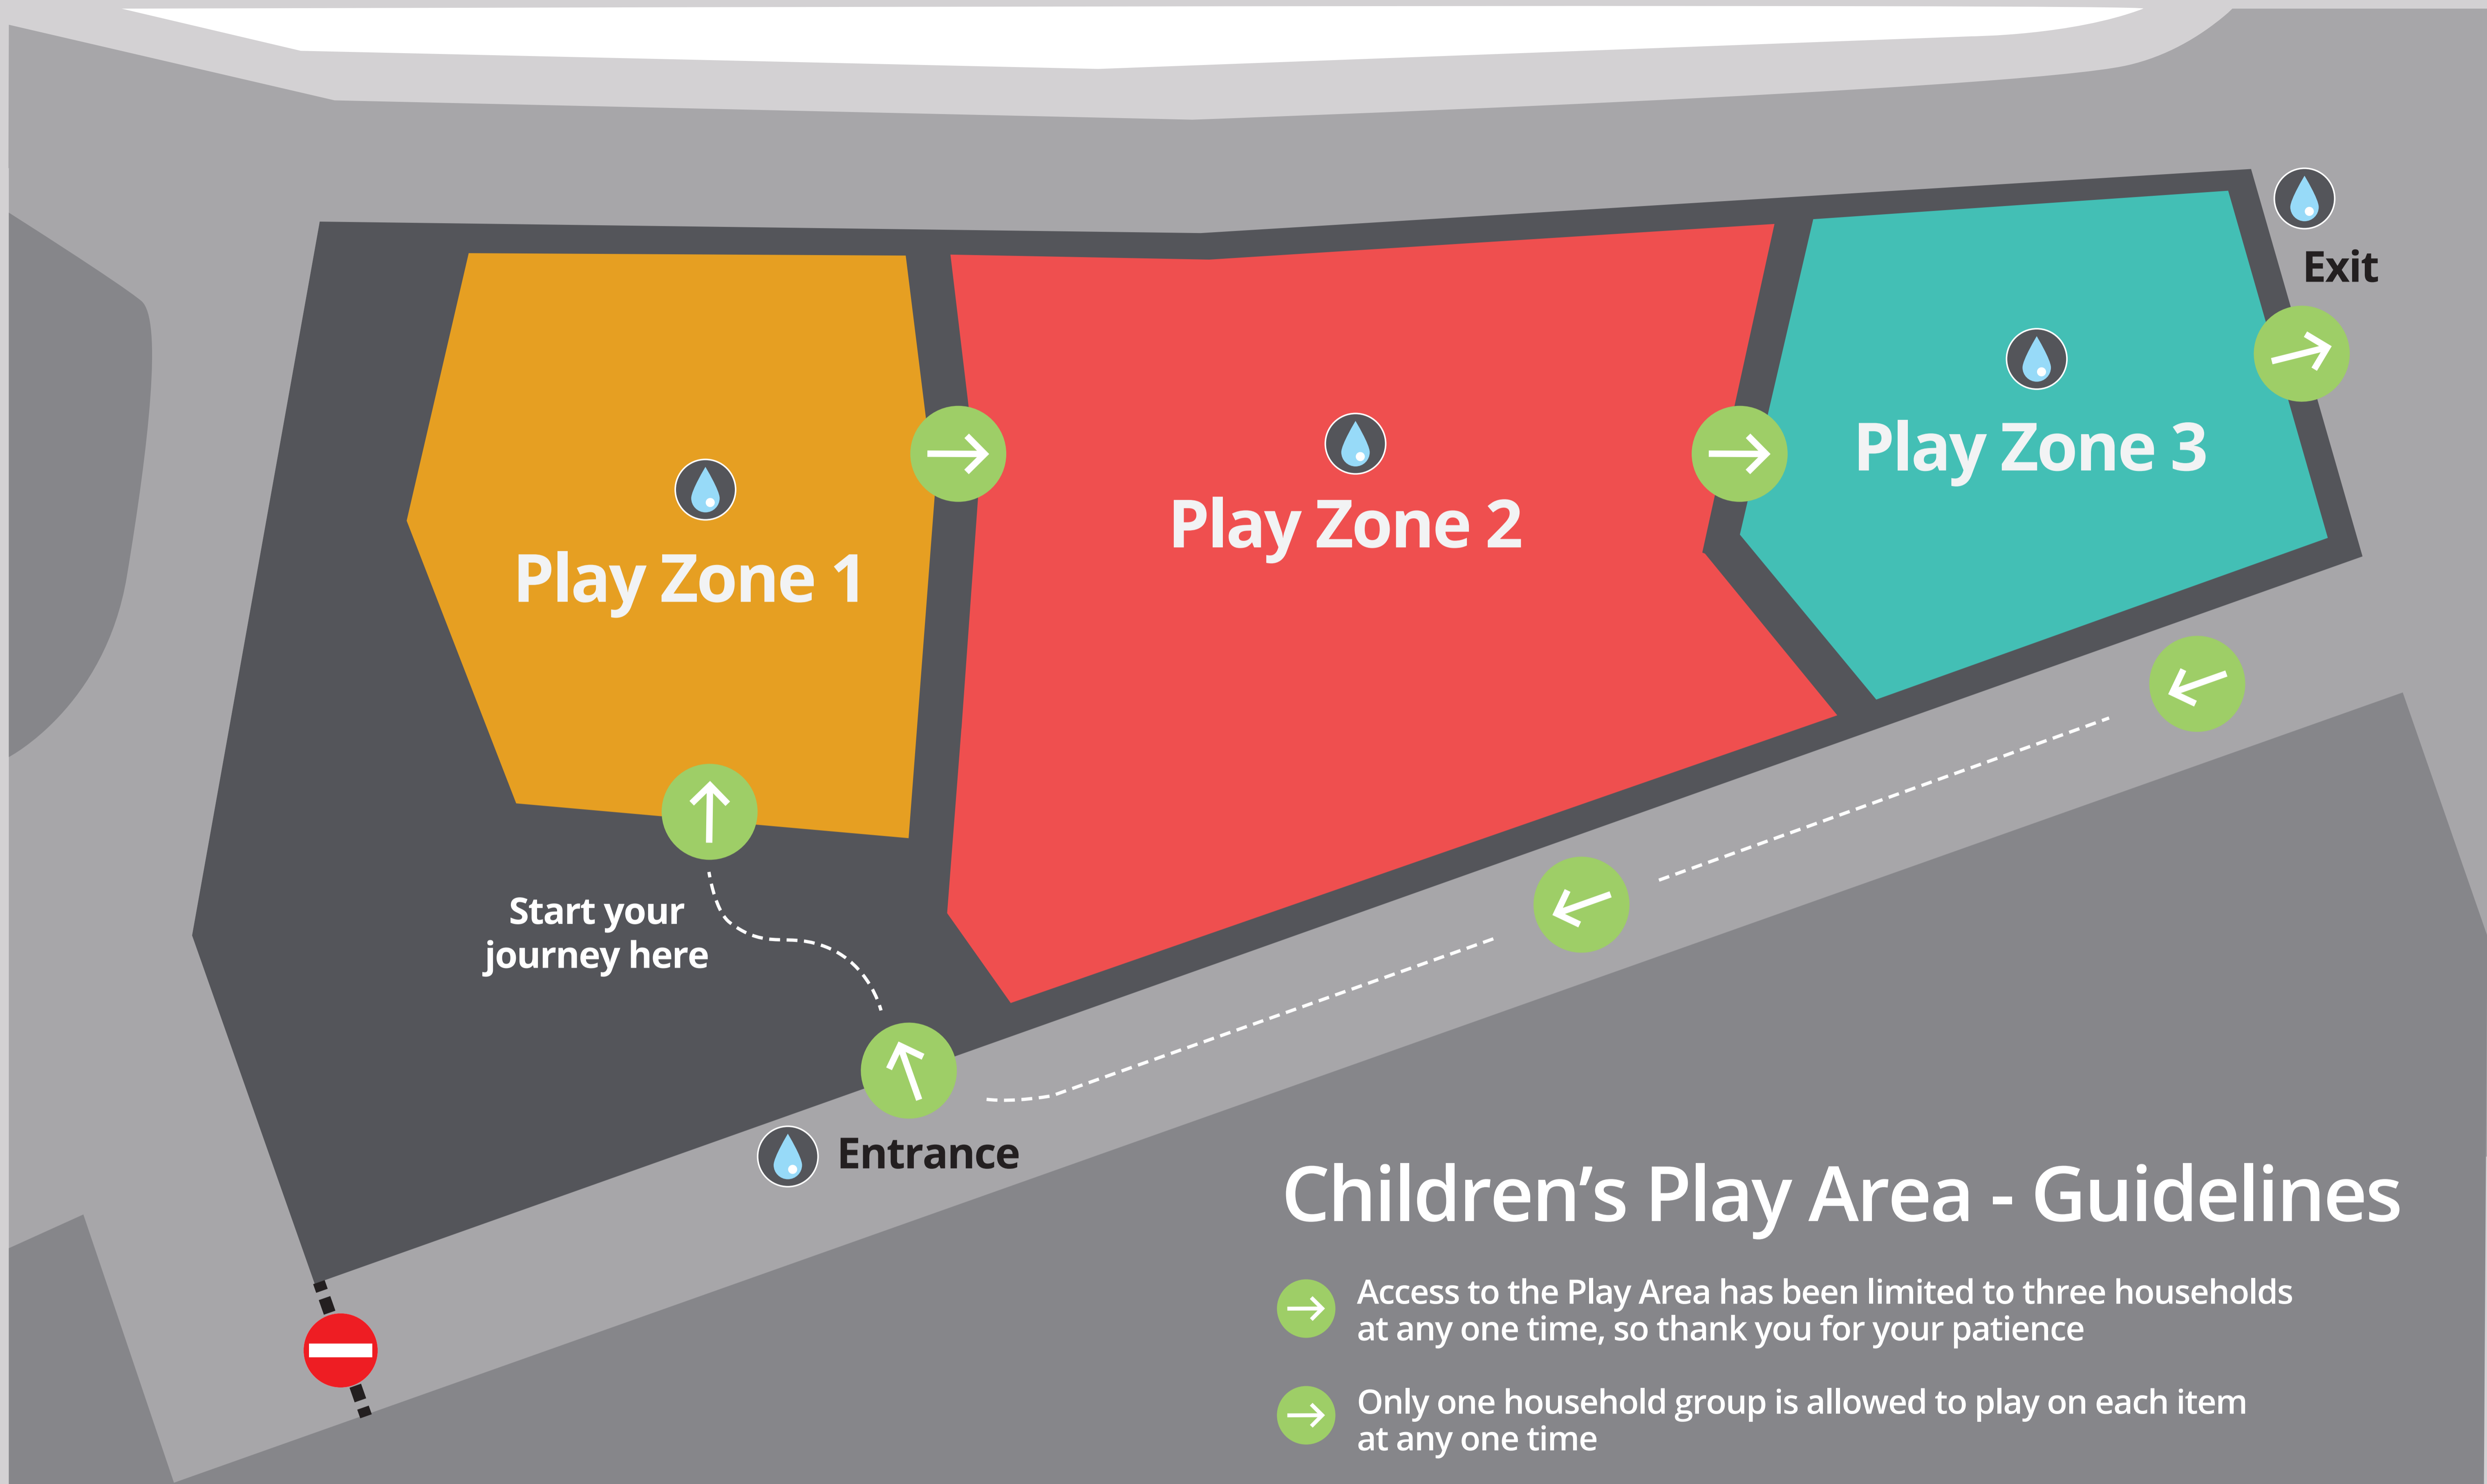 Exit
Play Zone 3
Play Zone 2
Play Zone 1
Start your
journey here
Entrance
Children’s Play Area - Guidelines
Access to the Play Area has been limited to three households
at any one time, so thank you for your patience
Only one household group is allowed to play on each item
at any one time